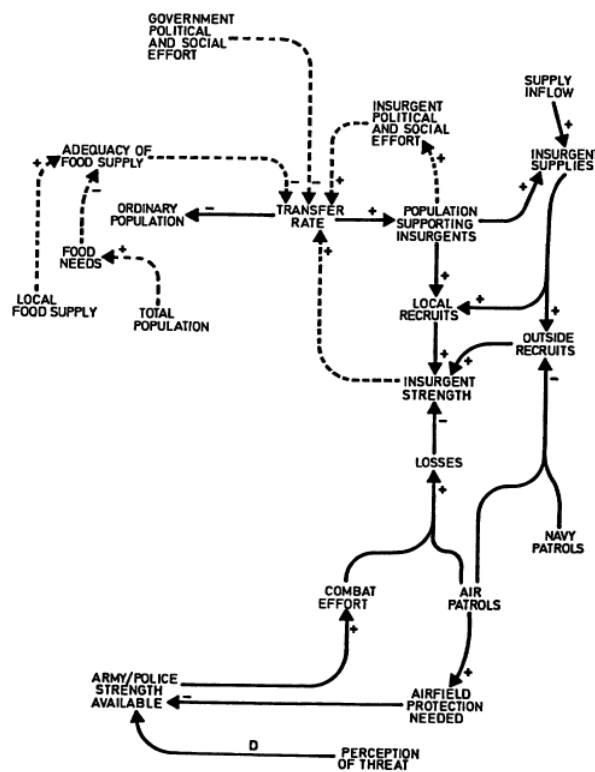 GOVERNMENT
POLITICAL
AND SOCIAL
EFFORT
SUPPLY
INFLOW
+
INSURGENT
POLITICAL
AND SOCIAL
EFFORT
INSURGENT
SUPPLIES
+
+
ADEQUACY OF
FOOD SUPPLY
+
−
− − +
ORDINARY
POPULATION
−
TRANSFER
RATE
+
+
POPULATION
SUPPORTING
INSURGENTS
FOOD
NEEDS
+
LOCAL
FOOD SUPPLY
TOTAL
POPULATION
+
LOCAL
RECRUITS
+
+
OUTSIDE
RECRUITS
+
+
−
INSURGENT
STRENGTH
−
LOSSES
+
NAVY
PATROLS
COMBAT
EFFORT
AIR
PATROLS
+
+
ARMY/POLICE
STRENGTH
AVAILABLE
−
AIRFIELD
PROTECTION
NEEDED
D
PERCEPTION
OF THREAT